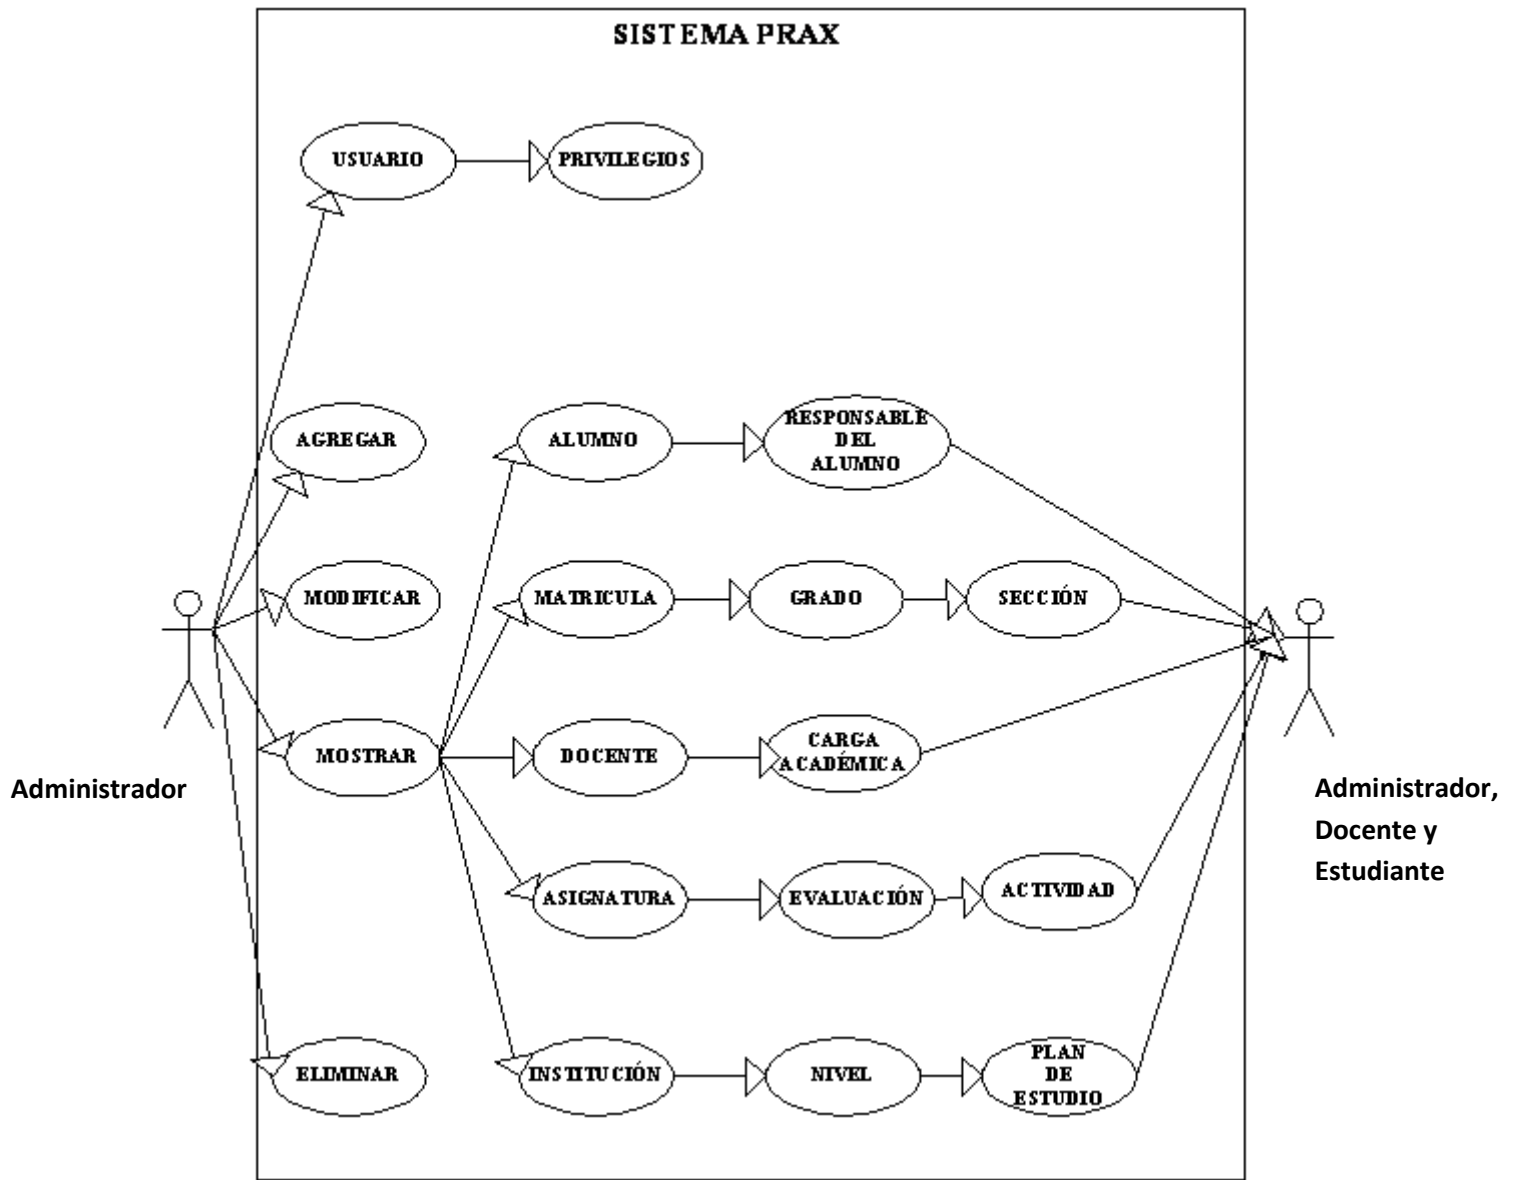 SISTEMA PRAX
USUARIO
PRIVILEGIOS
AGREGAR
ALUMNO
RESPONSABLE
DEL
ALUMNO
MODIFICAR
MATRICULA
GRADO
SECCIÓN
MOSTRAR
DOCENTE
CARGA
ACADÉMICA
Administrador
Administrador,
Docente y
Estudiante
ASIGNATURA
EVALUACIÓN
ACTIVIDAD
ELIMINAR
INSTITUCIÓN
NIVEL
PLAN
DE
ESTUDIO